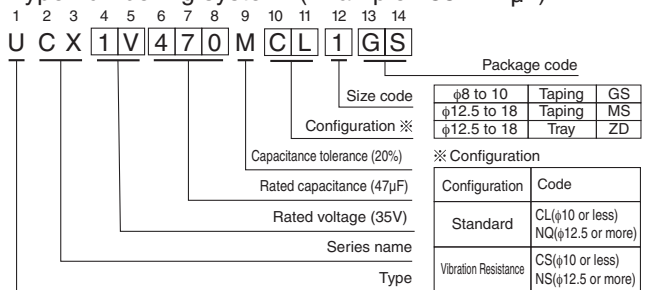 1 2 3 4 5 6 7 8 9 10 11 12 13 14
U C X 1 V 4 7 0 M C L 1 G S
Package code
Size code
φ8 to 10 Taping GS
φ12.5 to 18 Taping MS
φ12.5 to 18 Tray ZD
Configuration ※
Capacitance tolerance (20%)
※ Configuration
Rated capacitance (47µF)
Configuration Code
Rated voltage (35V)
Standard CL(φ10 or less)
NQ(φ12.5 or more)
Series name
Type
Vibration Resistance CS(φ10 or less)
NS(φ12.5 or more)